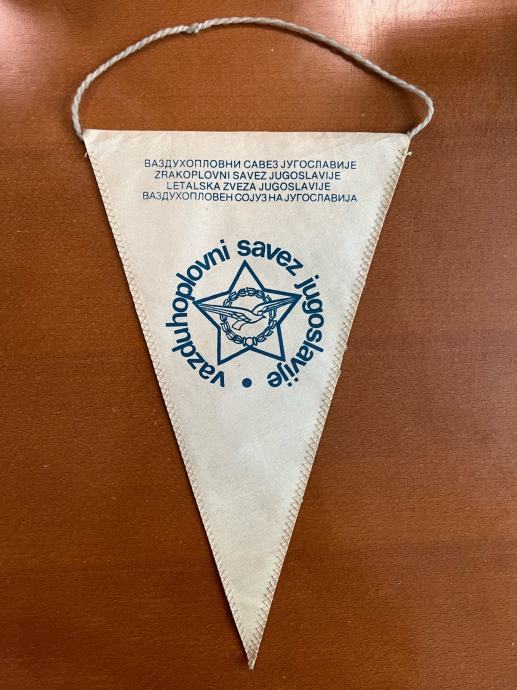 ВАЗДУХОПЛОВНИ САВЕЗ ЈУГОСЛАВИЈЕ
ZRAKOPLOVNI SAVEZ JUGOSLAVIJE
LETALSKA ZVEZA JUGOSLAVIJE
ВАЗДУХОПЛОВЕН СОЈУЗ НА ЈУГОСЛАВИЈА
vazduhoplovni savez jugoslavije •